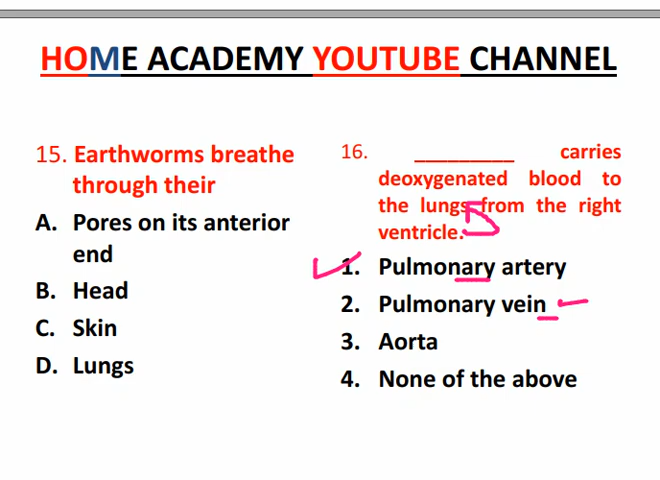 HOME ACADEMY YOUTUBE CHANNEL
15. Earthworms breathe
through their
A. Pores on its anterior
end
B. Head
C. Skin
D. Lungs
16. _________ carries
deoxygenated blood to
the lungs from the right
ventricle.
1. Pulmonary artery
2. Pulmonary vein
3. Aorta
4. None of the above